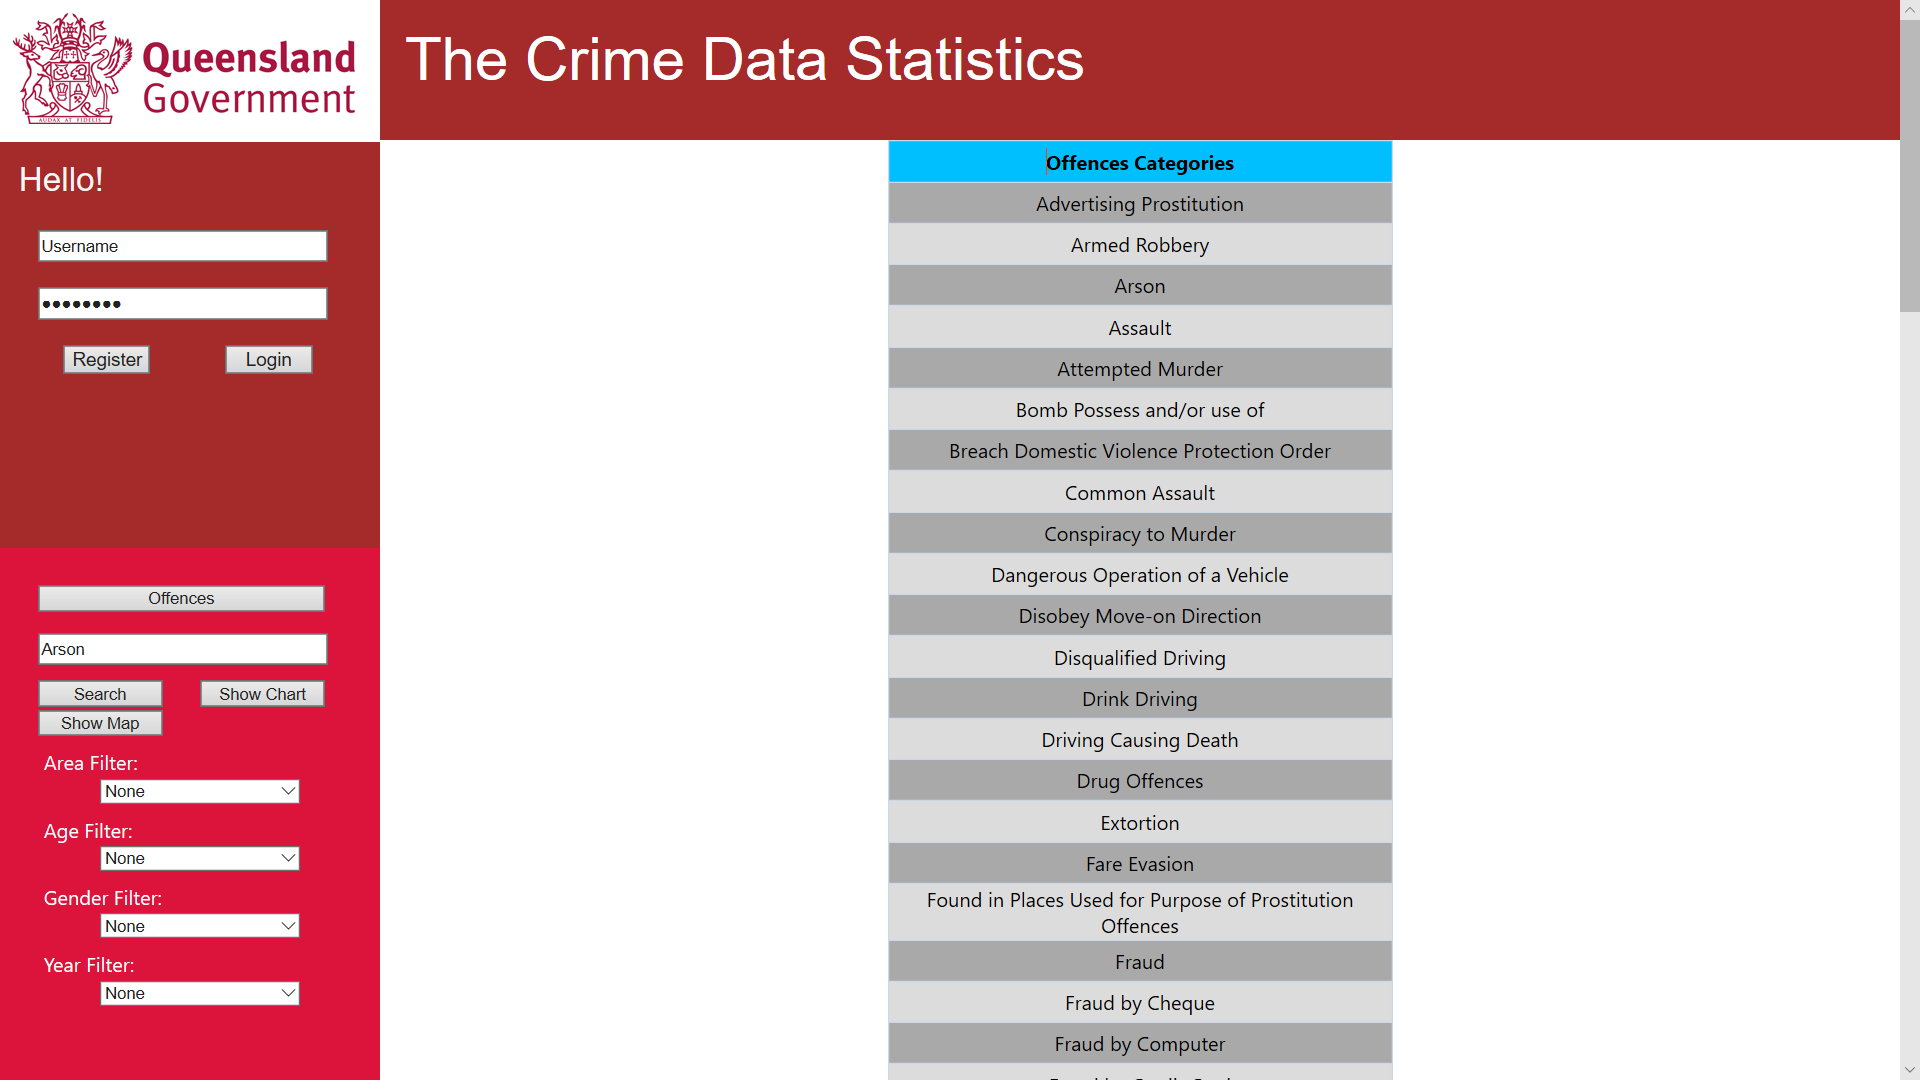 AUDAX AT FIDELIS
Queensland
Government
The Crime Data Statistics
Hello!
Username
Register
Login
Offences
Arson
Search
Show Chart
Show Map
Area Filter:
None
Age Filter:
None
Gender Filter:
None
Year Filter:
None
Offences Categories
Advertising Prostitution
Armed Robbery
Arson
Assault
Attempted Murder
Bomb Possess and/or use of
Breach Domestic Violence Protection Order
Common Assault
Conspiracy to Murder
Dangerous Operation of a Vehicle
Disobey Move-on Direction
Disqualified Driving
Drink Driving
Driving Causing Death
Drug Offences
Extortion
Fare Evasion
Found in Places Used for Purpose of Prostitution
Offences
Fraud
Fraud by Cheque
Fraud by Computer